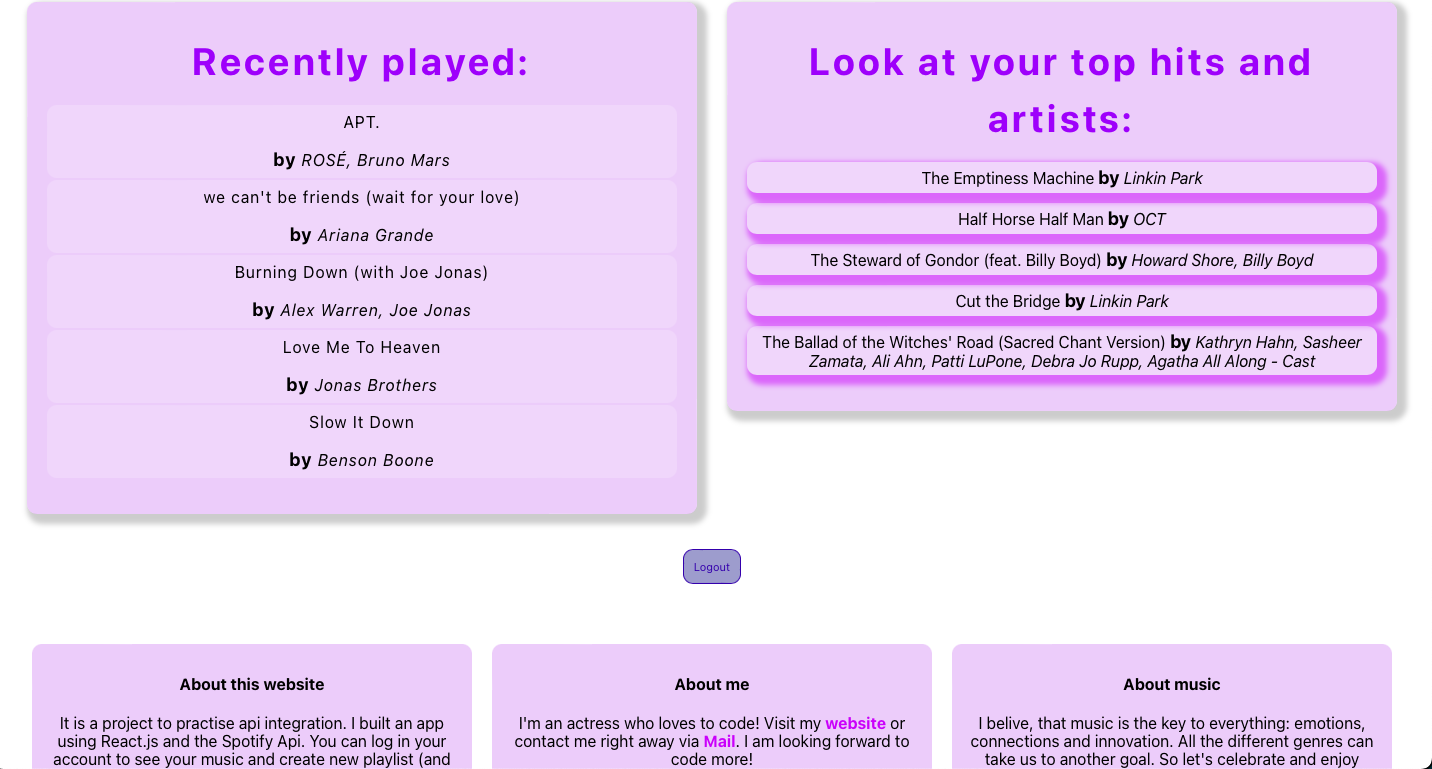 Recently played:
APT.
by ROSÉ, Bruno Mars
we can't be friends (wait for your love)
by Ariana Grande
Burning Down (with Joe Jonas)
by Alex Warren, Joe Jonas
Love Me To Heaven
by Jonas Brothers
Slow It Down
by Benson Boone
Look at your top hits and
artists:
The Emptiness Machine by Linkin Park
Half Horse Half Man by OCT
The Steward of Gondor (feat. Billy Boyd) by Howard Shore, Billy Boyd
Cut the Bridge by Linkin Park
The Ballad of the Witches' Road (Sacred Chant Version) by Kathryn Hahn, Sasheer
Zamata, Ali Ahn, Patti LuPone, Debra Jo Rupp, Agatha All Along - Cast
Logout
About this website
It is a project to practise api integration. I built an app
using React.js and the Spotify Api. You can log in your
account to see your music and create new playlist (and
About me
I'm an actress who loves to code! Visit my website or
contact me right away via Mail. I am looking forward to
code more!
About music
I belive, that music is the key to everything: emotions,
connections and innovation. All the different genres can
take us to another goal. So let's celebrate and enjoy